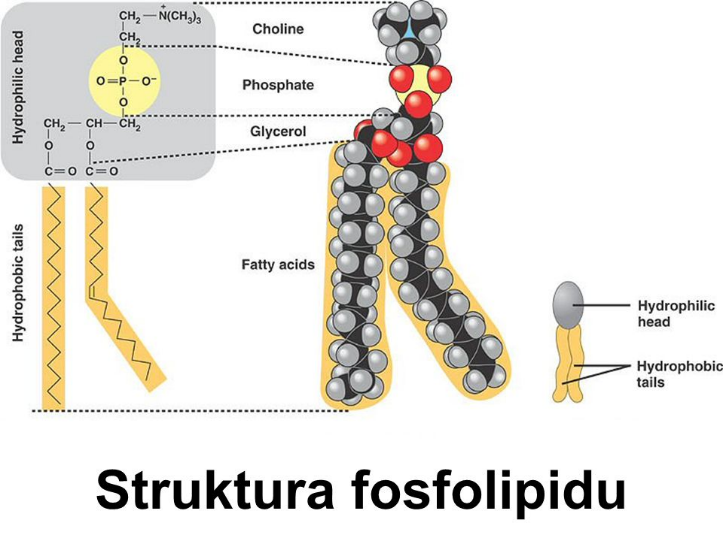 Hydrophilic head
+
CH₂ — N(CH₃)₃
CH₂
O
O=P—O⁻
O
CH₂ — CH — CH₂
O O
C=O C=O
Choline
Phosphate
Glycerol
Hydrophobic tails
Fatty acids
Hydrophilic
head
Hydrophobic
tails
Struktura fosfolipidu